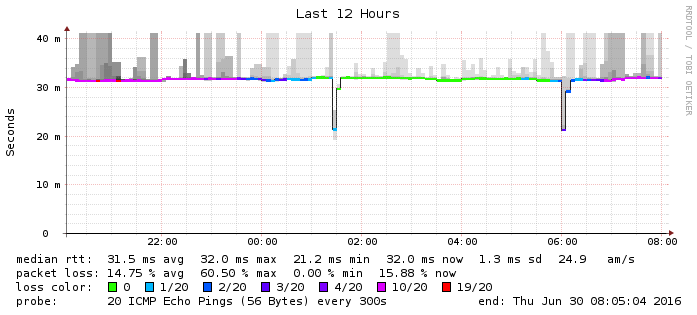 Last 12 Hours
RRDTOOL / TOBI OETIKER
Seconds
40 m
30 m
20 m
10 m
0
22:00 00:00 02:00 04:00 06:00 08:00
median rtt: 31.5 ms avg 32.0 ms max 21.2 ms min 32.0 ms now 1.3 ms sd 24.9 am/s
packet loss: 14.75 % avg 60.50 % max 0.00 % min 15.88 % now
loss color: 0 1/20 2/20 3/20 4/20 10/20 19/20
probe: 20 ICMP Echo Pings (56 Bytes) every 300s end: Thu Jun 30 08:05:04 2016